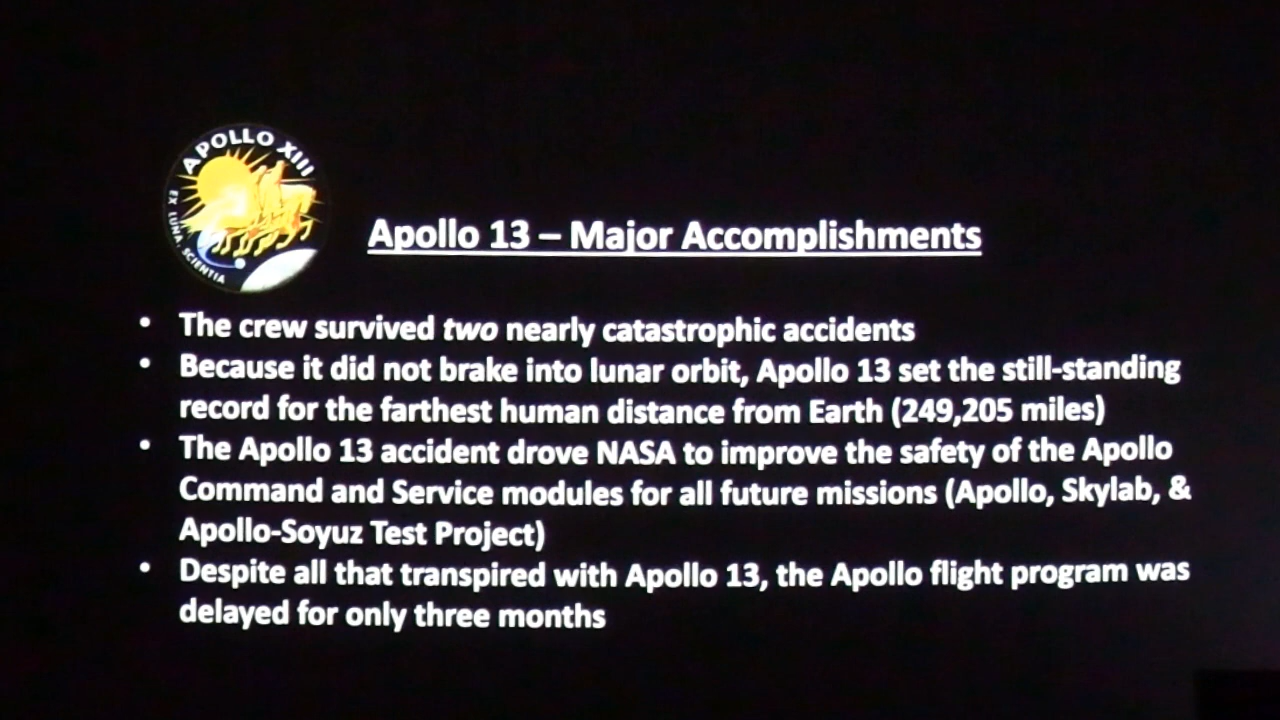 APOLLO XIII
EX LUNA, SCIENTIA
Apollo 13 – Major Accomplishments
• The crew survived two nearly catastrophic accidents
• Because it did not brake into lunar orbit, Apollo 13 set the still-standing
record for the farthest human distance from Earth (249,205 miles)
• The Apollo 13 accident drove NASA to improve the safety of the Apollo
Command and Service modules for all future missions (Apollo, Skylab, &
Apollo-Soyuz Test Project)
• Despite all that transpired with Apollo 13, the Apollo flight program was
delayed for only three months